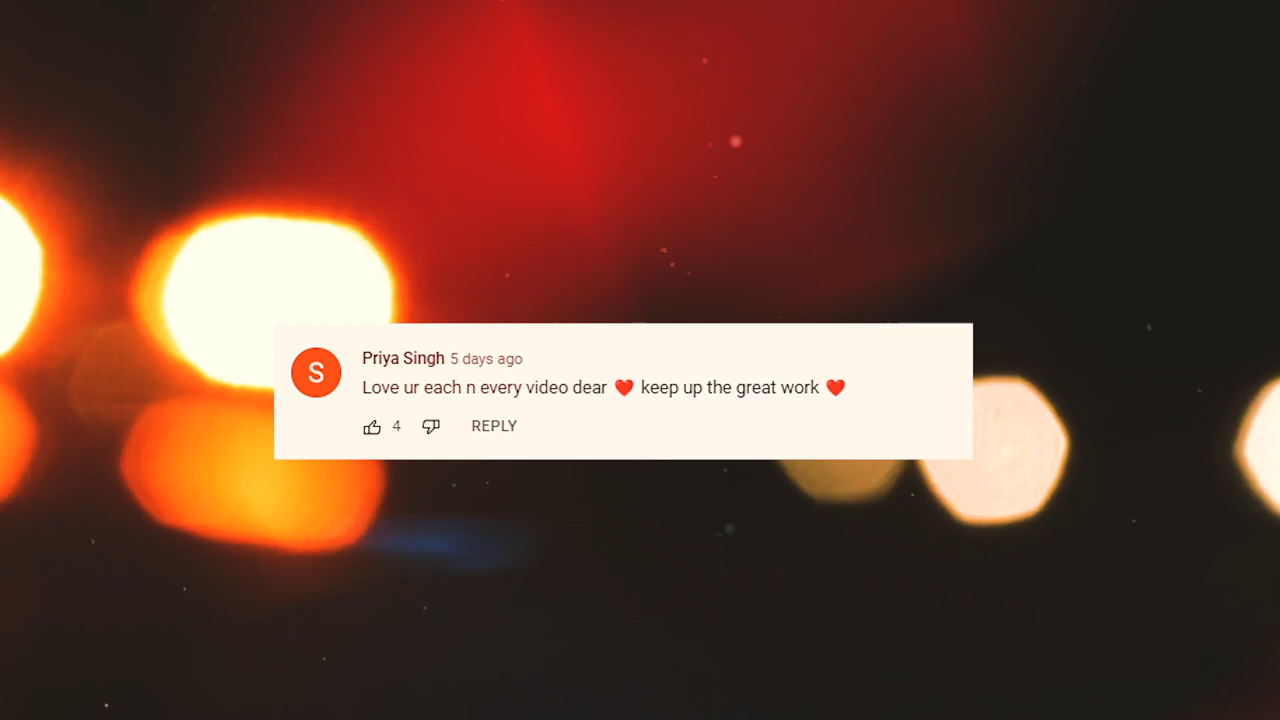 S
Priya Singh 5 days ago
Love ur each n every video dear ❤️ keep up the great work ❤️
4 REPLY